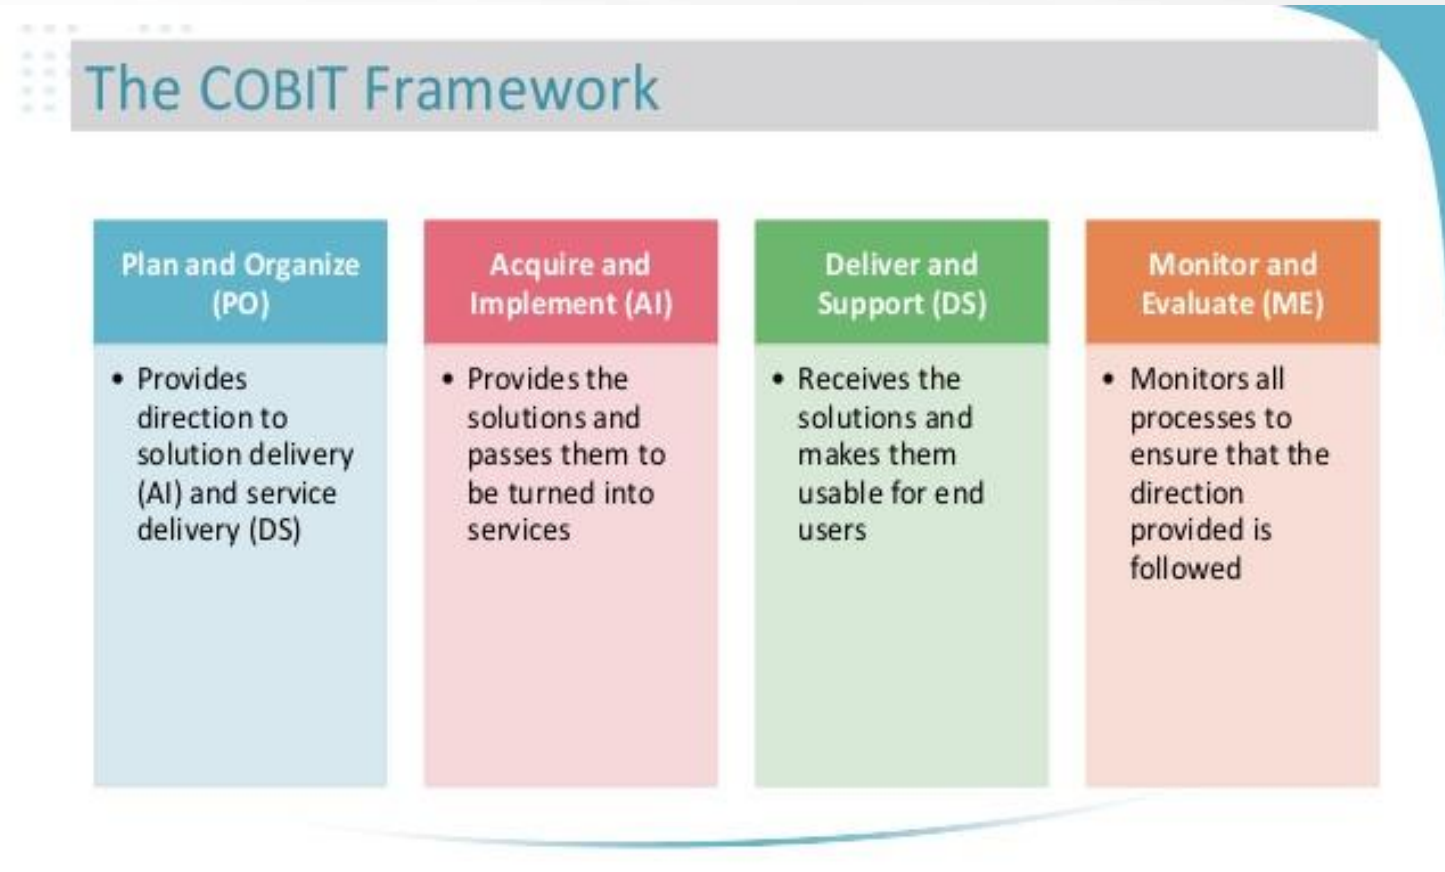 The COBIT Framework
Plan and Organize
(PO)
• Provides
direction to
solution delivery
(AI) and service
delivery (DS)
Acquire and
Implement (AI)
• Provides the
solutions and
passes them to
be turned into
services
Deliver and
Support (DS)
• Receives the
solutions and
makes them
usable for end
users
Monitor and
Evaluate (ME)
• Monitors all
processes to
ensure that the
direction
provided is
followed